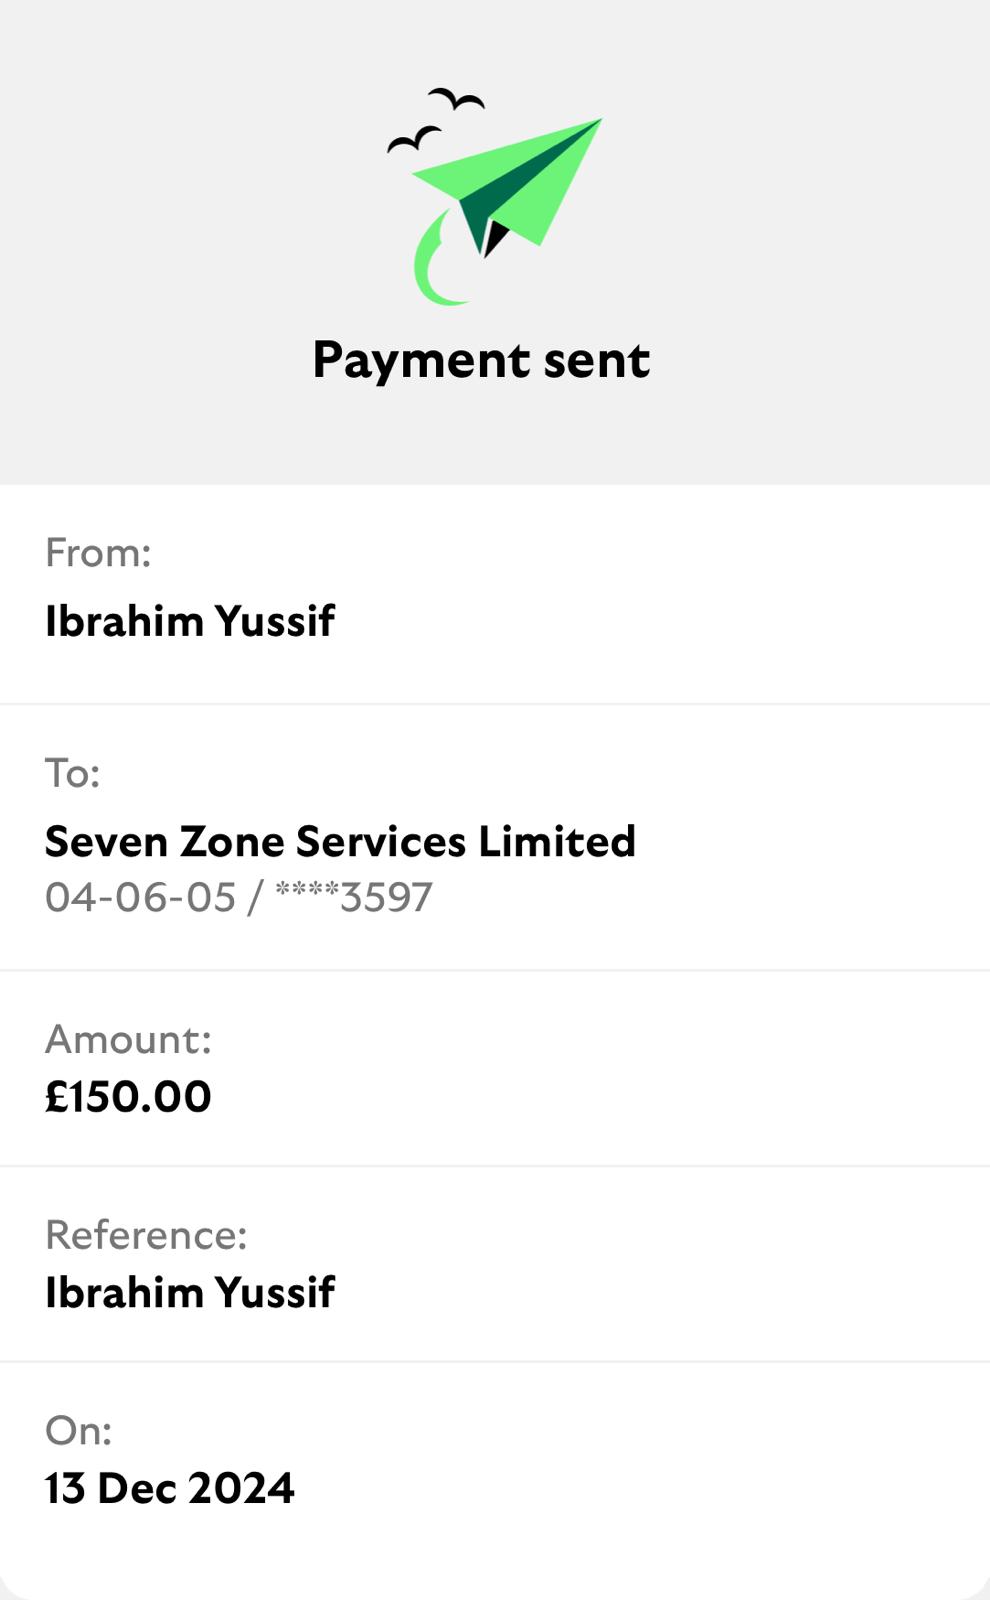 Payment sent
From:
Ibrahim Yussif
To:
Seven Zone Services Limited
04-06-05 / ****3597
Amount:
£150.00
Reference:
Ibrahim Yussif
On:
13 Dec 2024